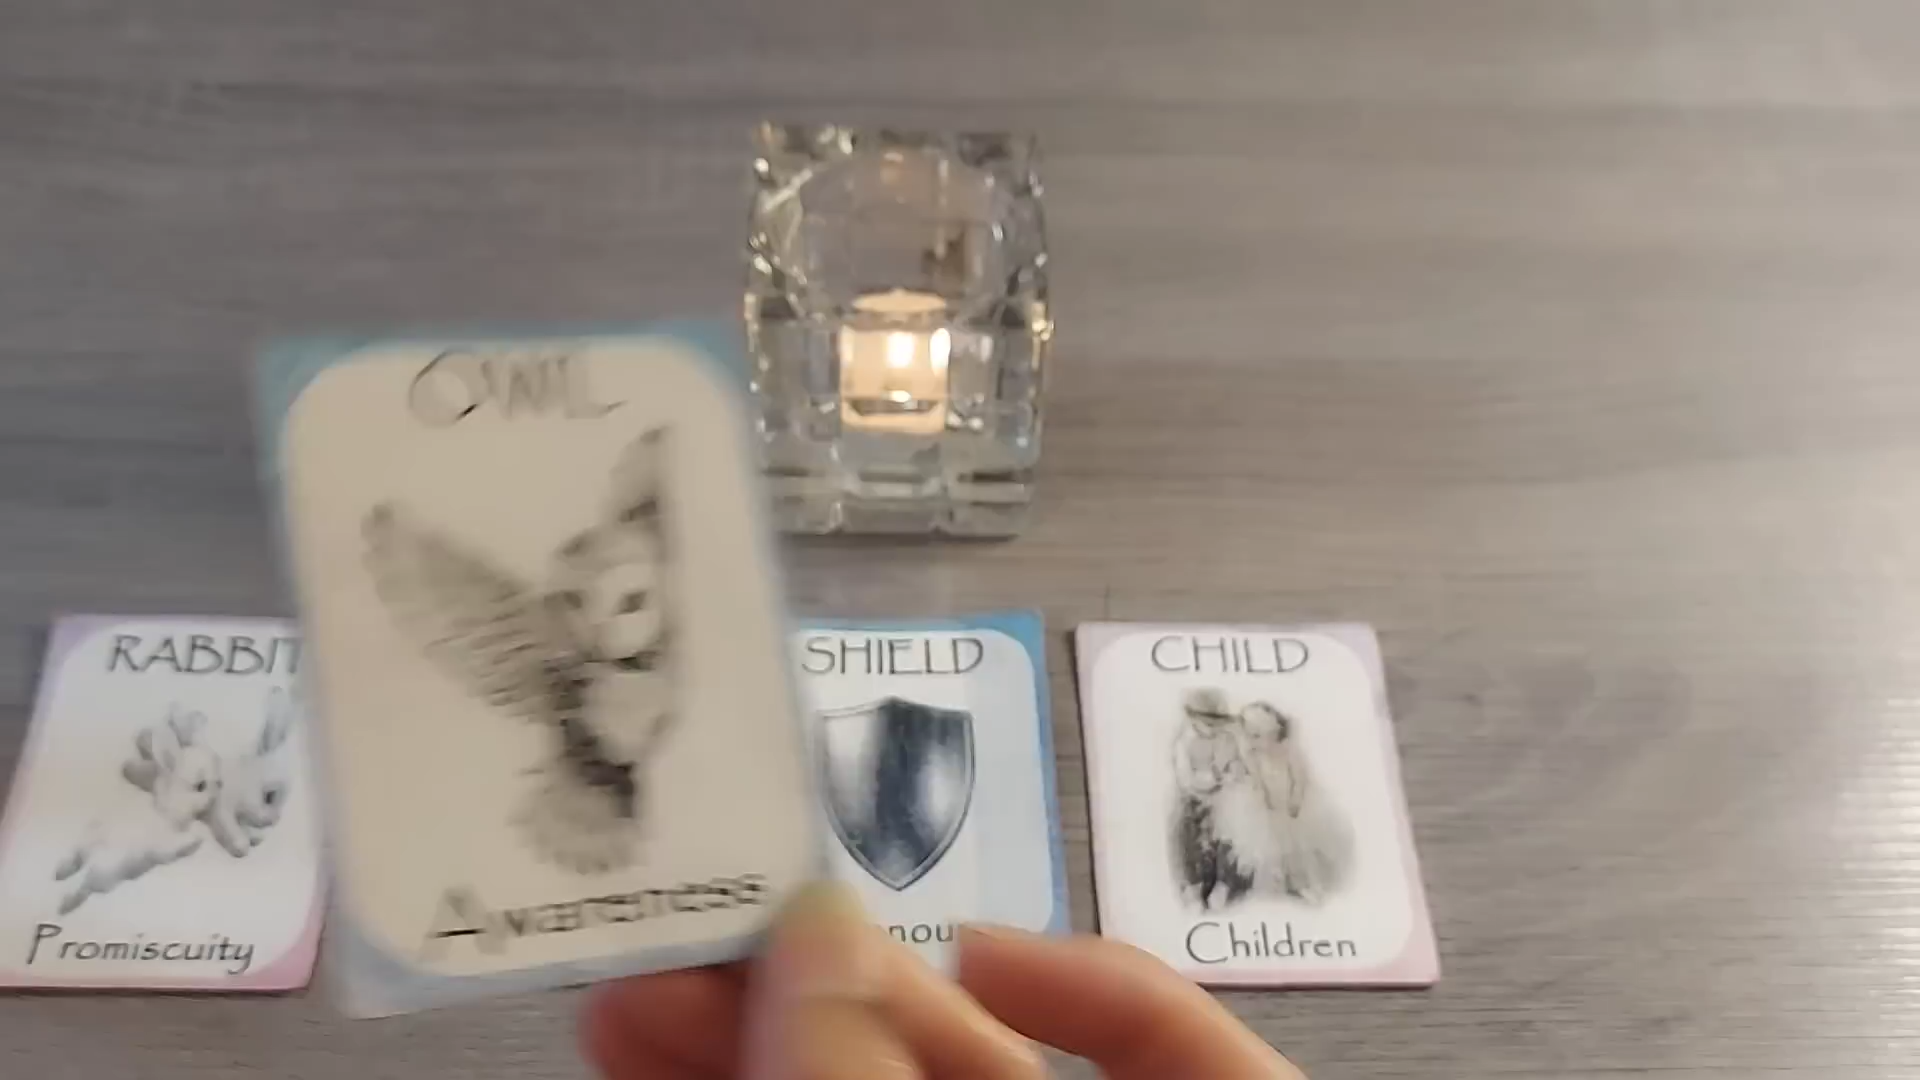 OWL
Awareness
RABBIT
Promiscuity
SHIELD
CHILD
Children